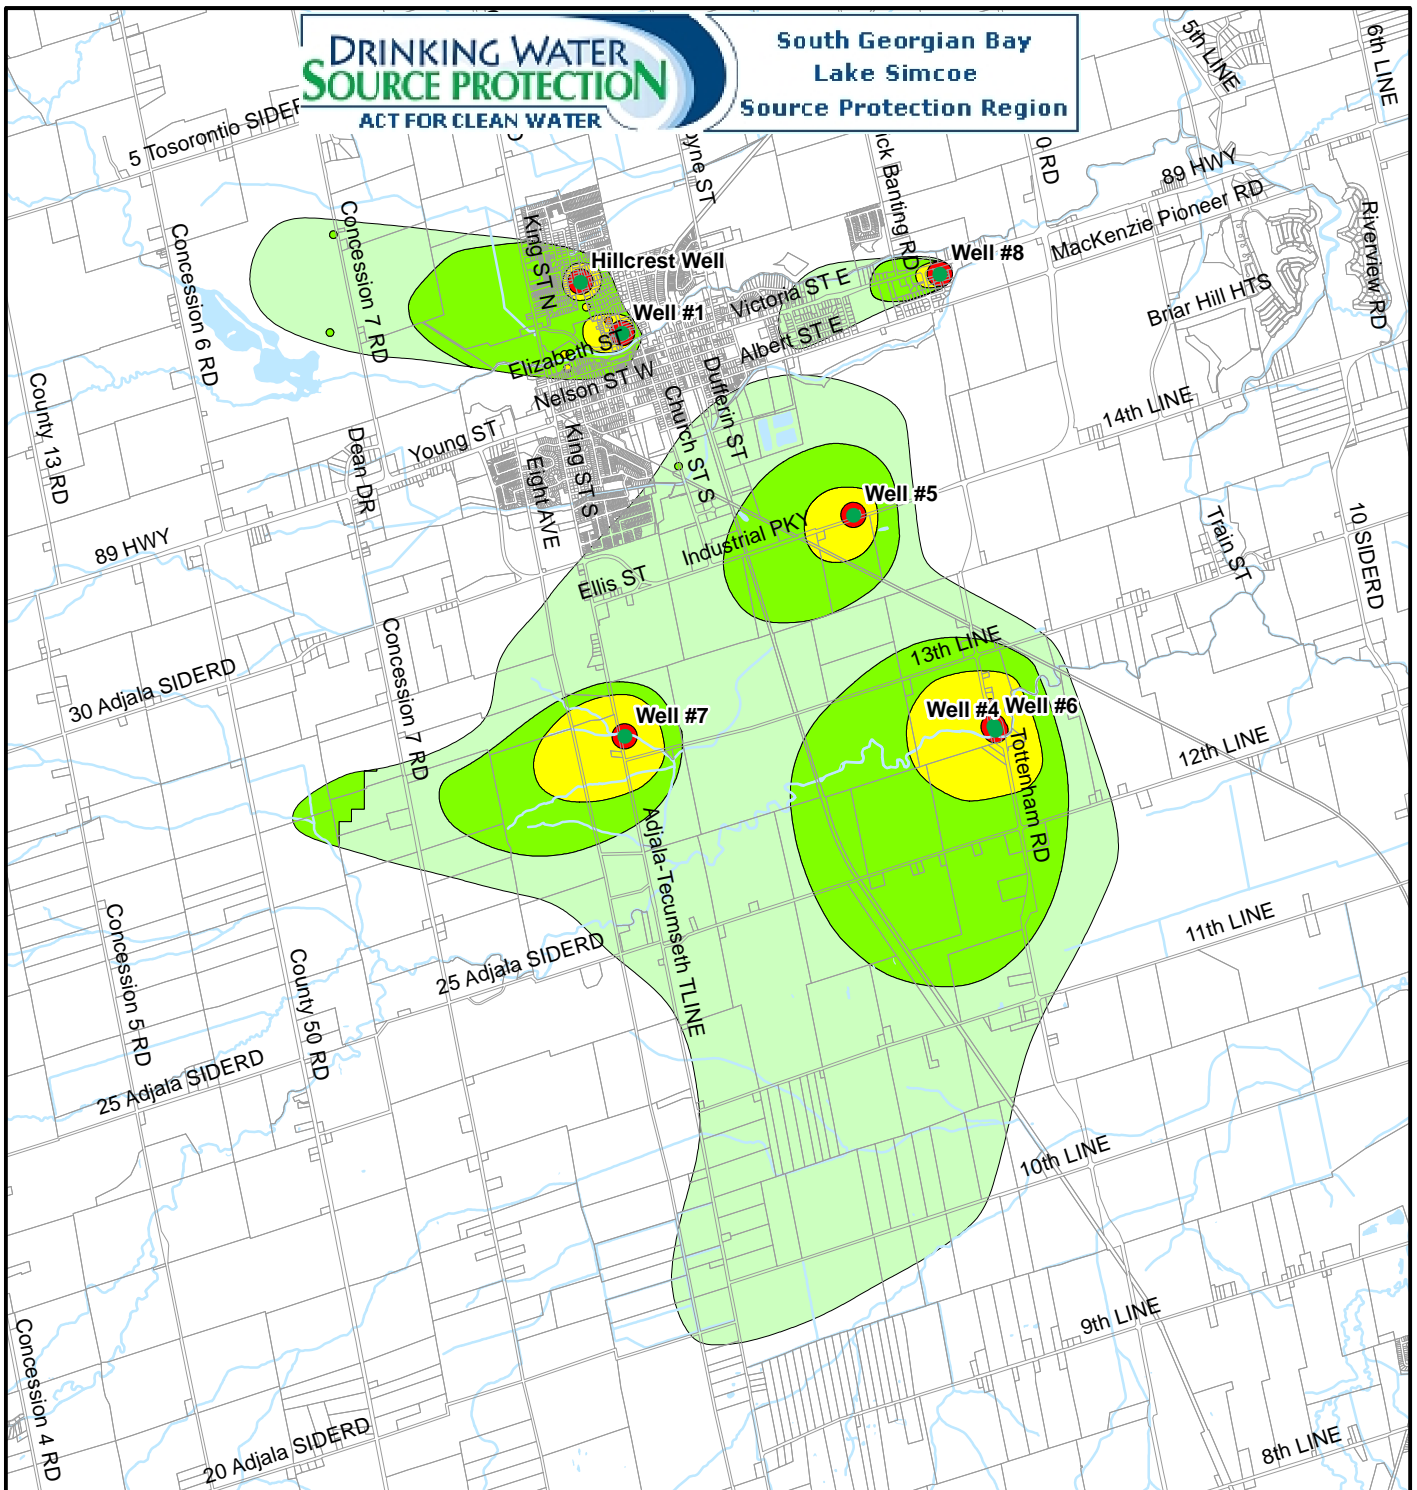 DRINKING WATER
SOURCE PROTECTION
ACT FOR CLEAN WATER
South Georgian Bay
Lake Simcoe
Source Protection Region
5th LINE
6th LINE
5 Tosorontio
89 HWY
MacKenzie Pioneer RD
Banting RD
Concession 7 RD
Concession 6 RD
King ST N
Riverview RD
Hillcrest Well
Well #8
Victoria ST E
Briar Hill HTS
Well #1
Elizabeth ST
Albert ST E
Nelson ST W
Dufferin ST
County 13 RD
Church ST S
14th LINE
Young ST
Dean DR
King ST S
Eight AVE
Well #5
Industrial PKY
Train ST
10 SIDERD
89 HWY
Ellis ST
13th LINE
30 Adjala SIDERD
Concession 7 RD
Well #7
Well #4
Well #6
Tottenham RD
12th LINE
Adjala-Tecumseth TLINE
11th LINE
Concession 5 RD
County 50 RD
25 Adjala SIDERD
25 Adjala SIDERD
10th LINE
9th LINE
Concession 4 RD
20 Adjala SIDERD
8th LINE